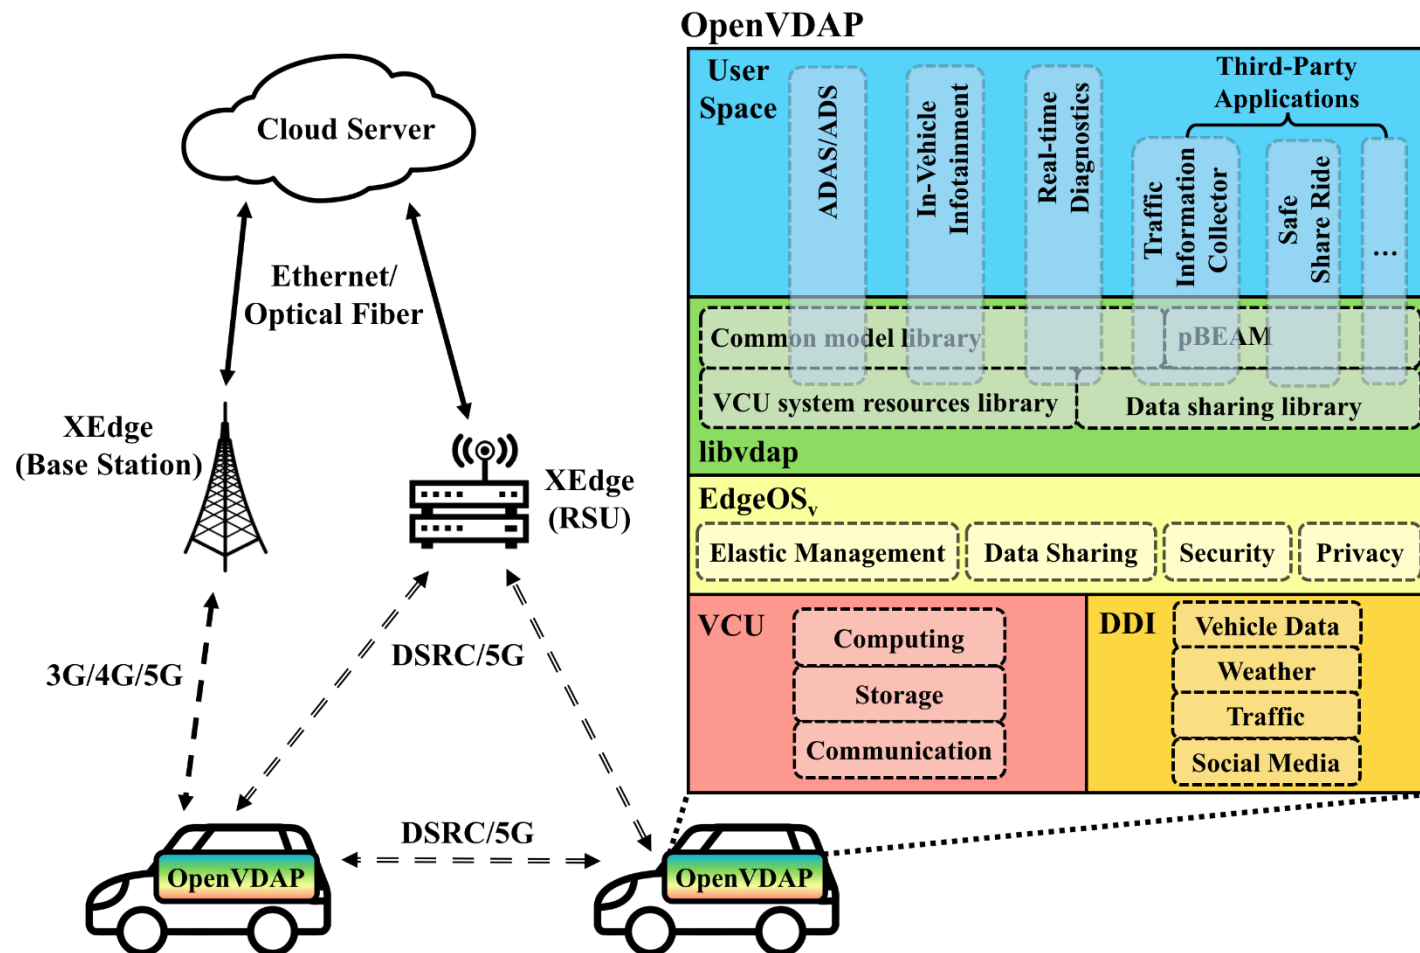 OpenVDAP
Cloud Server
Ethernet/
Optical Fiber
XEdge
(Base Station)
XEdge
(RSU)
3G/4G/5G
DSRC/5G
DSRC/5G
OpenVDAP
OpenVDAP
User
Space
ADAS/ADS
In-Vehicle
Infotainment
Real-time
Diagnostics
Third-Party
Applications
Traffic
Information
Collector
Safe
Share Ride
...
Common model library
pBEAM
VCU system resources library
Data sharing library
libvdap
EdgeOSv
Elastic Management
Data Sharing
Security
Privacy
VCU
Computing
Storage
Communication
DDI
Vehicle Data
Weather
Traffic
Social Media